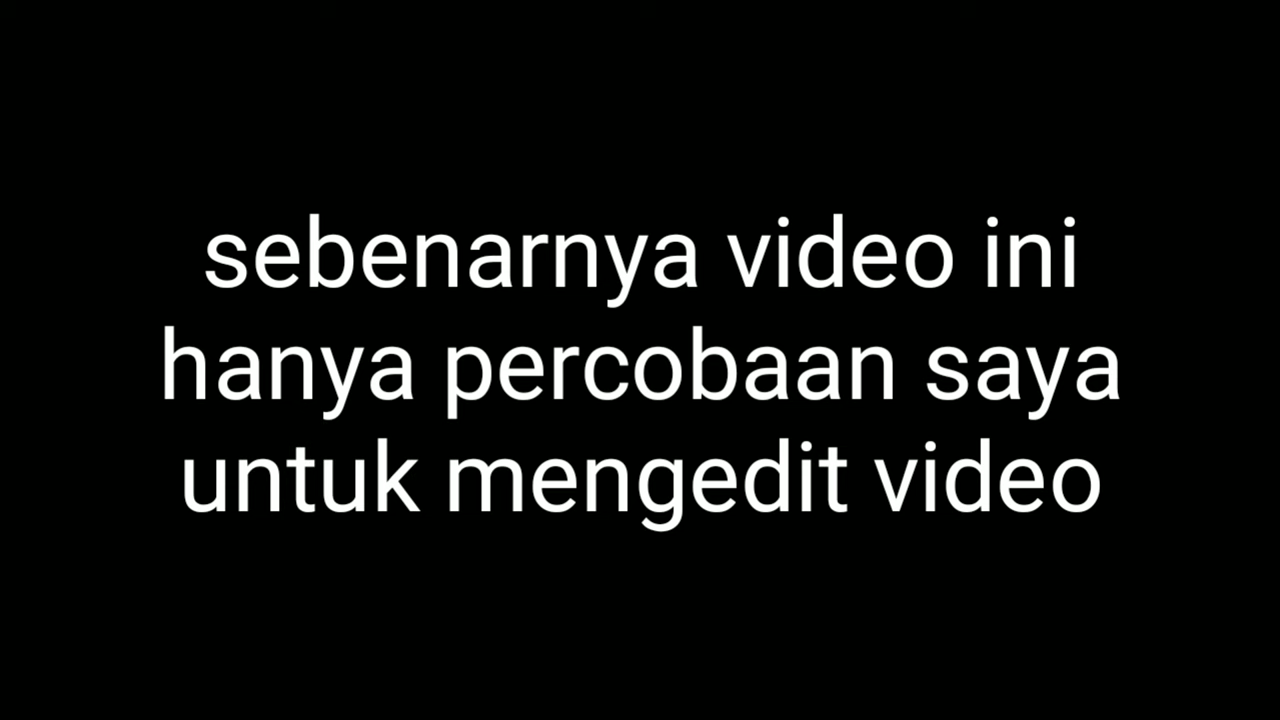 sebenarnya video ini
hanya percobaan saya
untuk mengedit video